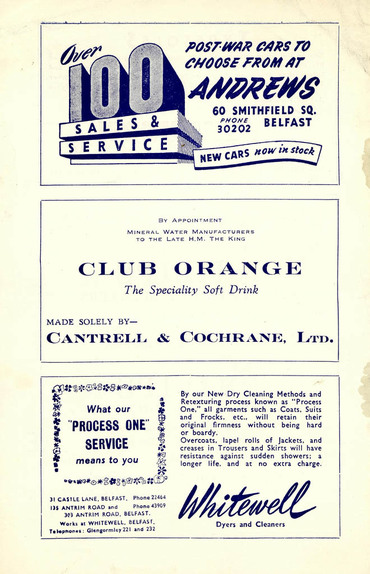 Over
100
SALES &
SERVICE
POST-WAR CARS TO
CHOOSE FROM AT
ANDREWS
60 SMITHFIELD SQ.
PHONE
30202 BELFAST
NEW CARS now in stock
BY APPOINTMENT
MINERAL WATER MANUFACTURERS
TO THE LATE H.M. THE KING
CLUB ORANGE
The Speciality Soft Drink
MADE SOLELY BY—
CANTRELL & COCHRANE, LTD.
What our
"PROCESS ONE"
SERVICE
means to you
31 CASTLE LANE, BELFAST, Phone 22464
135 ANTRIM ROAD and Phone 43909
303 ANTRIM ROAD, BELFAST.
Works at WHITEWELL, BELFAST,
Telephones: Glengormley 221 and 232
By our New Dry Cleaning Methods and
Retexturing process known as "Process
One," all garments such as Coats, Suits
and Frocks, etc., will retain their
original firmness without being hard
or boardy.
Overcoats, lapel rolls of Jackets, and
creases in Trousers and Skirts will have
resistance against sudden showers; a
longer life, and at no extra charge.
Whitewell
Dyers and Cleaners